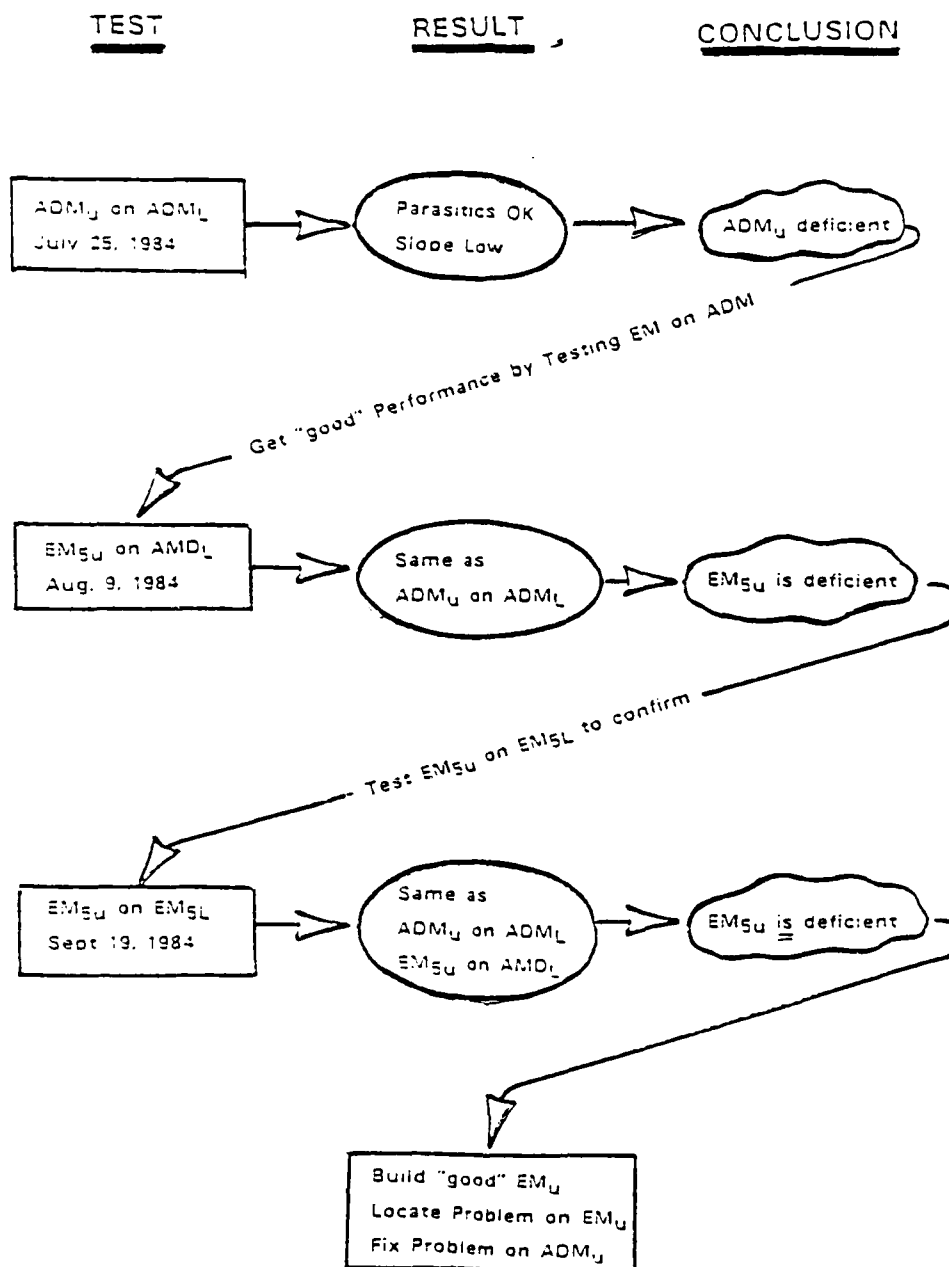 TEST RESULT CONCLUSION
ADMu on ADML
July 25, 1984
Parasitics OK
Slope Low
ADMu deficient
Get "good" Performance by Testing EM on ADM
EM5u on AMDL
Aug. 9, 1984
Same as
ADMu on ADML
EM5u is deficient
Test EM5u on EM5L to confirm
EM5u on EM5L
Sept 19, 1984
Same as
ADMu on ADML
EM5u on AMDL
EM5u is deficient
Build "good" EMu
Locate Problem on EMu
Fix Problem on ADMu